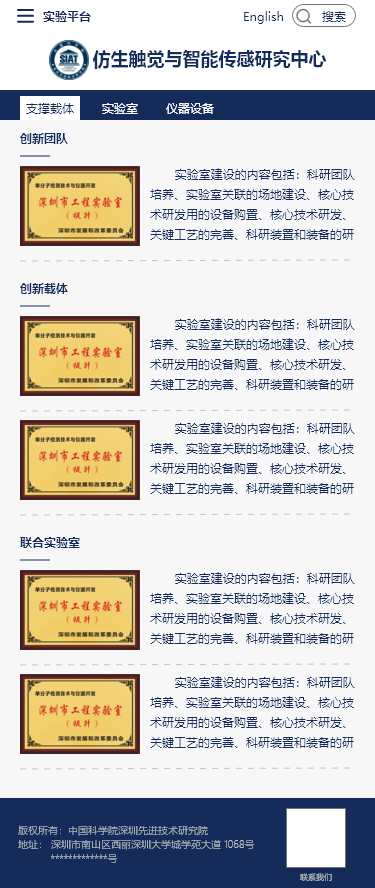 实验平台
English
搜索
SIAT
仿生触觉与智能传感研究中心
支撑载体
实验室
仪器设备
创新团队
单分子检测技术与仪器开发
深圳市工程实验室
(设计)
深圳市发展和改革委员会
实验室建设的内容包括：科研团队
培养、实验室关联的场地建设、核心技
术研发用的设备购置、核心技术研发、
关键工艺的完善、科研装置和装备的研
创新载体
单分子检测技术与仪器开发
深圳市工程实验室
(设计)
深圳市发展和改革委员会
实验室建设的内容包括：科研团队
培养、实验室关联的场地建设、核心技
术研发用的设备购置、核心技术研发、
关键工艺的完善、科研装置和装备的研
单分子检测技术与仪器开发
深圳市工程实验室
(设计)
深圳市发展和改革委员会
实验室建设的内容包括：科研团队
培养、实验室关联的场地建设、核心技
术研发用的设备购置、核心技术研发、
关键工艺的完善、科研装置和装备的研
联合实验室
单分子检测技术与仪器开发
深圳市工程实验室
(设计)
深圳市发展和改革委员会
实验室建设的内容包括：科研团队
培养、实验室关联的场地建设、核心技
术研发用的设备购置、核心技术研发、
关键工艺的完善、科研装置和装备的研
单分子检测技术与仪器开发
深圳市工程实验室
(设计)
深圳市发展和改革委员会
实验室建设的内容包括：科研团队
培养、实验室关联的场地建设、核心技
术研发用的设备购置、核心技术研发、
关键工艺的完善、科研装置和装备的研
版权所有：中国科学院深圳先进技术研究院
地址： 深圳市南山区西丽深圳大学城学苑大道 1068号
*************号
联系我们